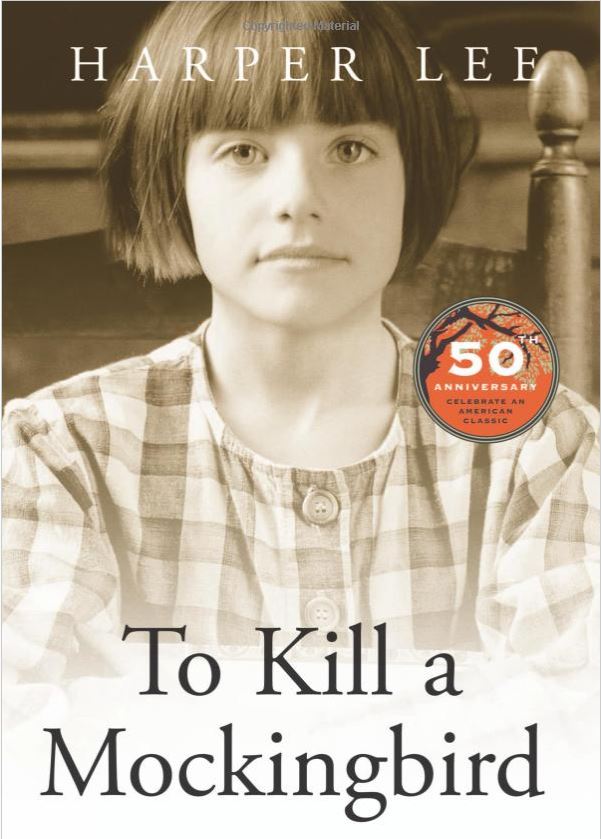 Copyrighted Material
HARPER LEE
50TH
ANNIVERSARY
CELEBRATE AN
AMERICAN
CLASSIC
To Kill a
Mockingbird